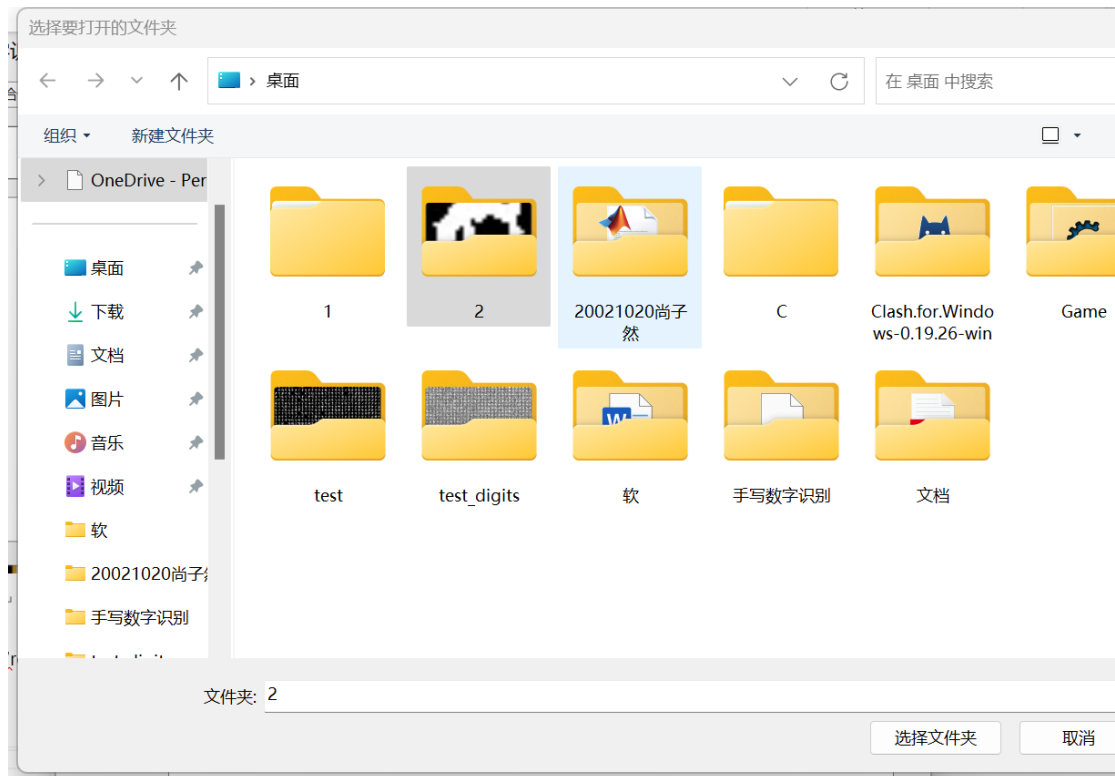 选择要打开的文件夹
桌面
在 桌面 中搜索
组织
新建文件夹
OneDrive - Per
桌面
下载
文档
图片
音乐
视频
软
20021020尚子
手写数字识别
1
2
20021020尚子
然
C
Clash.for.Windo
ws-0.19.26-win
Game
test
test_digits
软
手写数字识别
文档
文件夹:
2
选择文件夹
取消